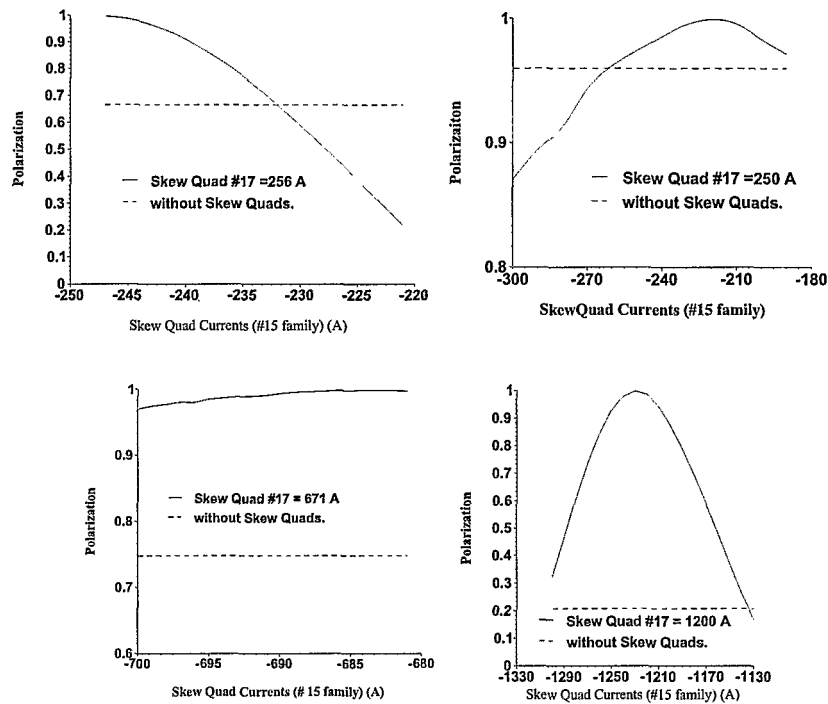 1
0.9
0.8
0.7
0.6
0.5
0.4
0.3
0.2
0.1
0
Polarization
Skew Quad #17 =256 A
without Skew Quads.
-250 -245 -240 -235 -230 -225 -220
Skew Quad Currents (#15 family) (A)
1
0.9
0.8
Polarizaiton
Skew Quad #17 =250 A
without Skew Quads.
-300 -270 -240 -210 -180
SkewQuad Currents (#15 family)
1
0.9
0.8
0.7
0.6
Polarization
Skew Quad #17 = 671 A
without Skew Quads.
-700 -695 -690 -685 -680
Skew Quad Currents (# 15 family) (A)
1
0.9
0.8
0.7
0.6
0.5
0.4
0.3
0.2
0.1
0
Polarization
Skew Quad #17 = 1200 A
without Skew Quads.
-1330 -1290 -1250 -1210 -1170 -1130
Skew Quad Currents (#15 family) (A)